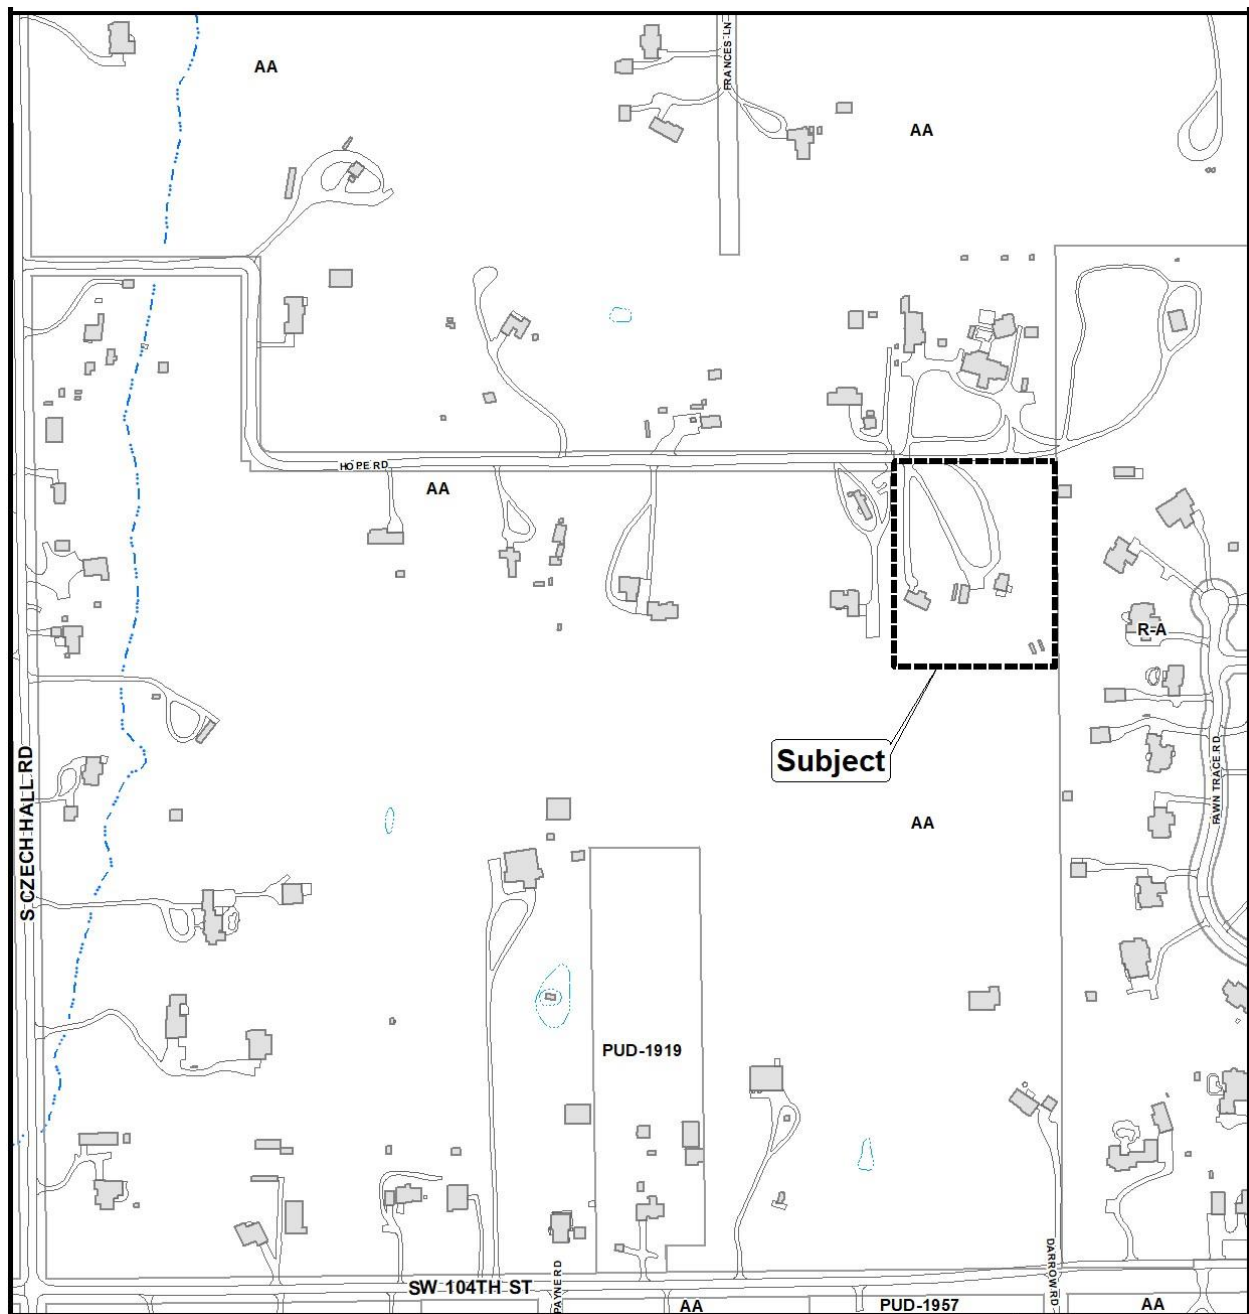 AA
FRANCES LN
AA
HOPE RD
AA
R-A
Subject
S CZECH HALL RD
FAWN TRACE RD
AA
PUD-1919
DARROW RD
PAYNE RD
SW 104TH ST
AA
PUD-1957
AA